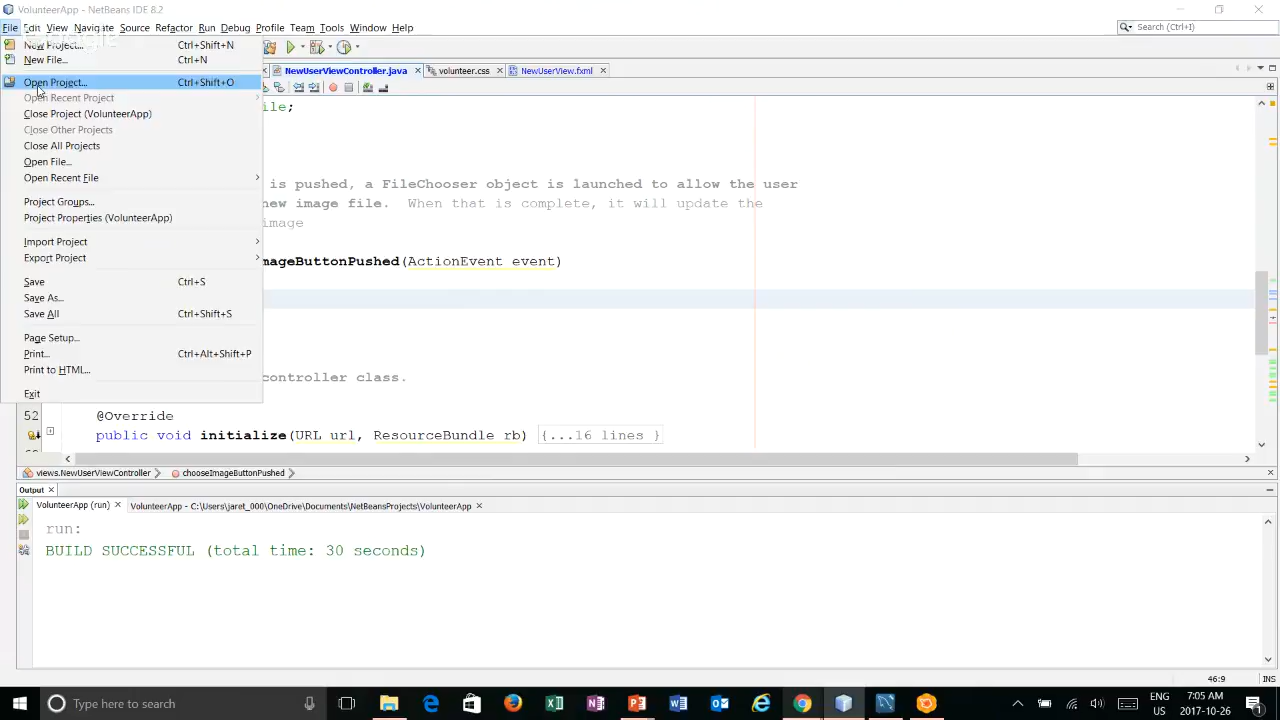 VolunteerApp - NetBeans IDE 8.2
File Edit View Navigate Source Refactor Run Debug Profile Team Tools Window Help
Search (Ctrl+I)
New Project... Ctrl+Shift+N
New File... Ctrl+N
Open Project... Ctrl+Shift+O
Open Recent Project
Close Project (VolunteerApp)
Close Other Projects
Close All Projects
Open File...
Open Recent File
Project Groups...
Project Properties (VolunteerApp)
Import Project
Export Project
Save Ctrl+S
Save As...
Save All Ctrl+Shift+S
Page Setup...
Print... Ctrl+Alt+Shift+P
Print to HTML...
Exit
NewUserViewController.java volunteer.css NewUserView.fxml
ile;
is pushed, a FileChooser object is launched to allow the user
new image file. When that is complete, it will update the
image
mageButtonPushed(ActionEvent event)
controller class.
52 @Override
public void initialize(URL url, ResourceBundle rb) {...16 lines }
views.NewUserViewController chooseImageButtonPushed
Output
VolunteerApp (run) VolunteerApp - C:\Users\jaret_000\OneDrive\Documents\NetBeansProjects\VolunteerApp
run:
BUILD SUCCESSFUL (total time: 30 seconds)
46:9 INS
Type here to search
ENG
US
7:05 AM
2017-10-26